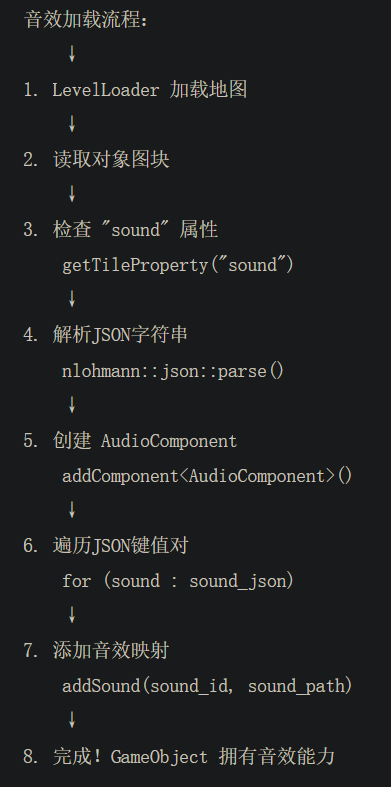 音效加载流程：
↓
1. LevelLoader 加载地图
↓
2. 读取对象图块
↓
3. 检查 "sound" 属性
getTileProperty("sound")
↓
4. 解析JSON字符串
nlohmann::json::parse()
↓
5. 创建 AudioComponent
addComponent<AudioComponent>()
↓
6. 遍历JSON键值对
for (sound : sound_json)
↓
7. 添加音效映射
addSound(sound_id, sound_path)
↓
8. 完成！GameObject 拥有音效能力